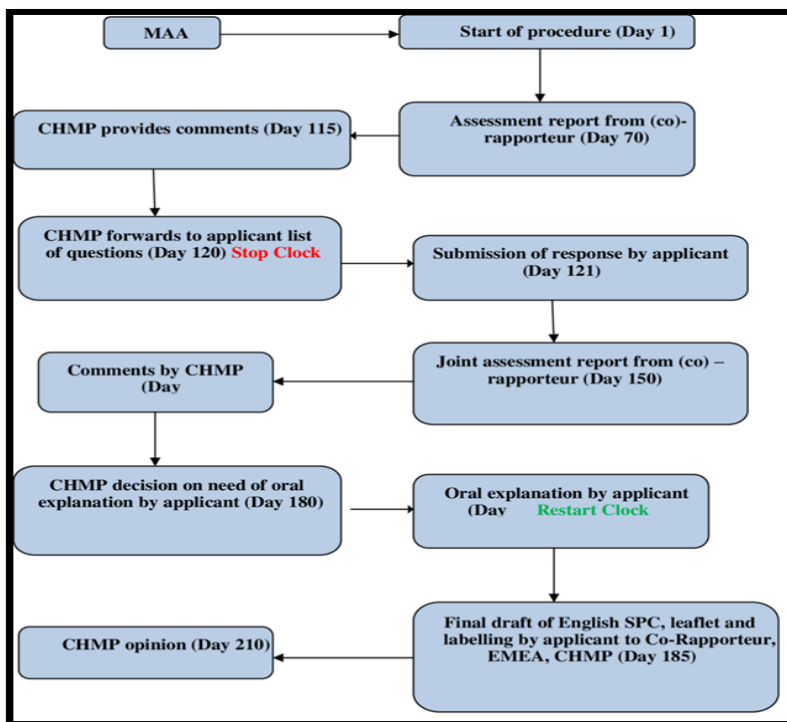 MAA
Start of procedure (Day 1)
Assessment report from (co)-
rapporteur (Day 70)
CHMP provides comments (Day 115)
CHMP forwards to applicant list
of questions (Day 120) Stop Clock
Submission of response by applicant
(Day 121)
Joint assessment report from (co) –
rapporteur (Day 150)
Comments by CHMP
(Day
CHMP decision on need of oral
explanation by applicant (Day 180)
Oral explanation by applicant
(Day Restart Clock
Final draft of English SPC, leaflet and
labelling by applicant to Co-Rapporteur,
EMEA, CHMP (Day 185)
CHMP opinion (Day 210)